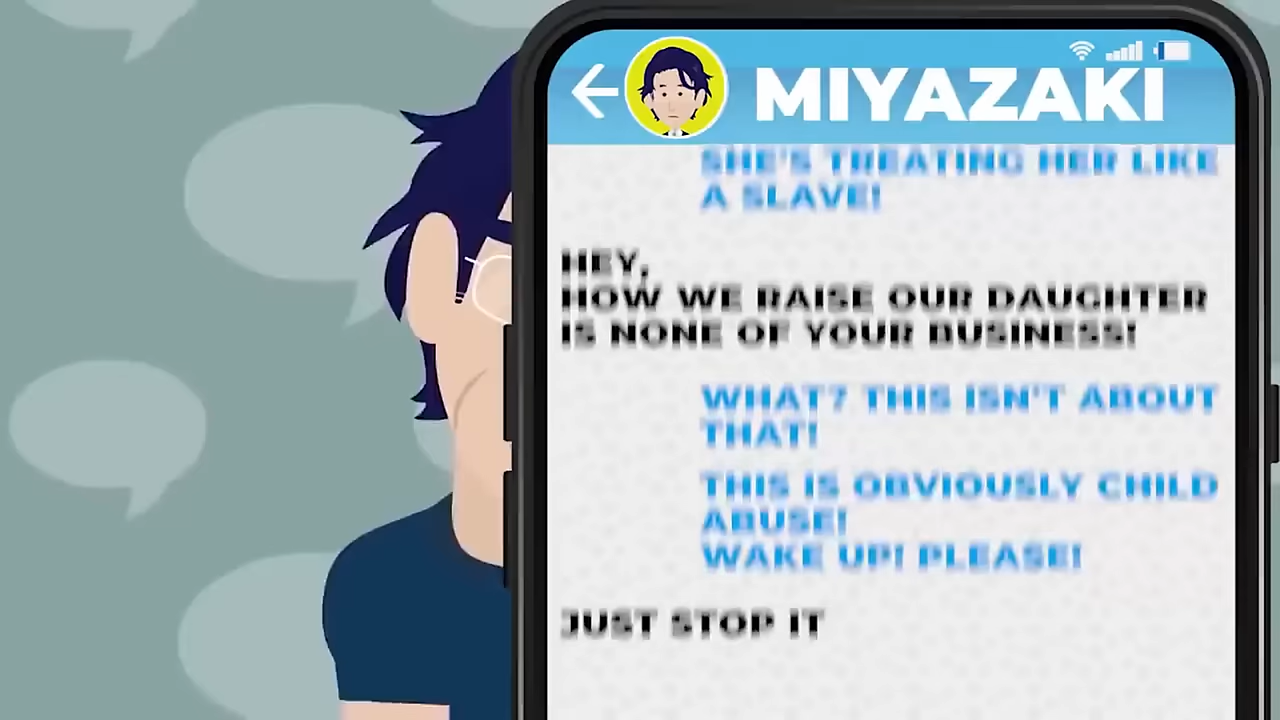 MIYAZAKI
SHE'S TREATING HER LIKE
A SLAVE!
HEY,
HOW WE RAISE OUR DAUGHTER
IS NONE OF YOUR BUSINESS!
WHAT? THIS ISN'T ABOUT
THAT!
THIS IS OBVIOUSLY CHILD
ABUSE!
WAKE UP! PLEASE!
JUST STOP IT